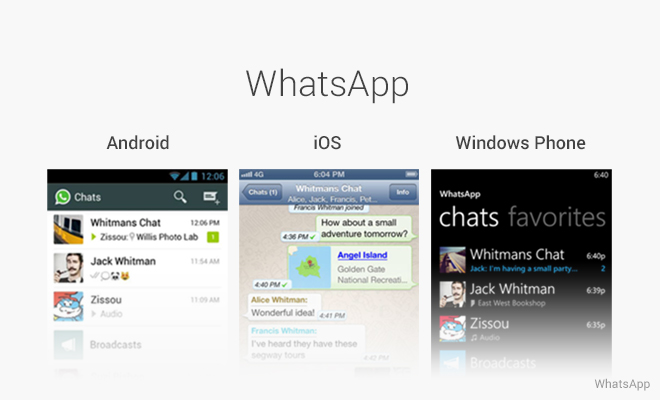 WhatsApp
Android
iOS
Windows Phone
12:06
Chats
Whitmans Chat
12:06 PM
Zissou: Willis Photo Lab
1
Jack Whitman
11:54 AM
Zissou
11:09 AM
Audio
Broadcasts
4G
6:04 PM
Chats (1)
Whitmans Chat
Alice, Jack, Francis, Pet...
Info
Francis Whitman joined
How about a small
adventure tomorrow?
4:36 PM
Angel Island
Golden Gate
National Recreati...
4:40 PM
Alice Whitman:
Wonderful idea!
4:41 PM
Francis Whitman:
I've heard they have these
segway tours
4:41 PM
6:40
WhatsApp
chats favorites
Whitmans Chat
6:40p
Jack: I'm having a small party...
2
Jack Whitman
6:39p
East West Bookshop
Zissou
6:35p
Audio
Broadcasts
WhatsApp